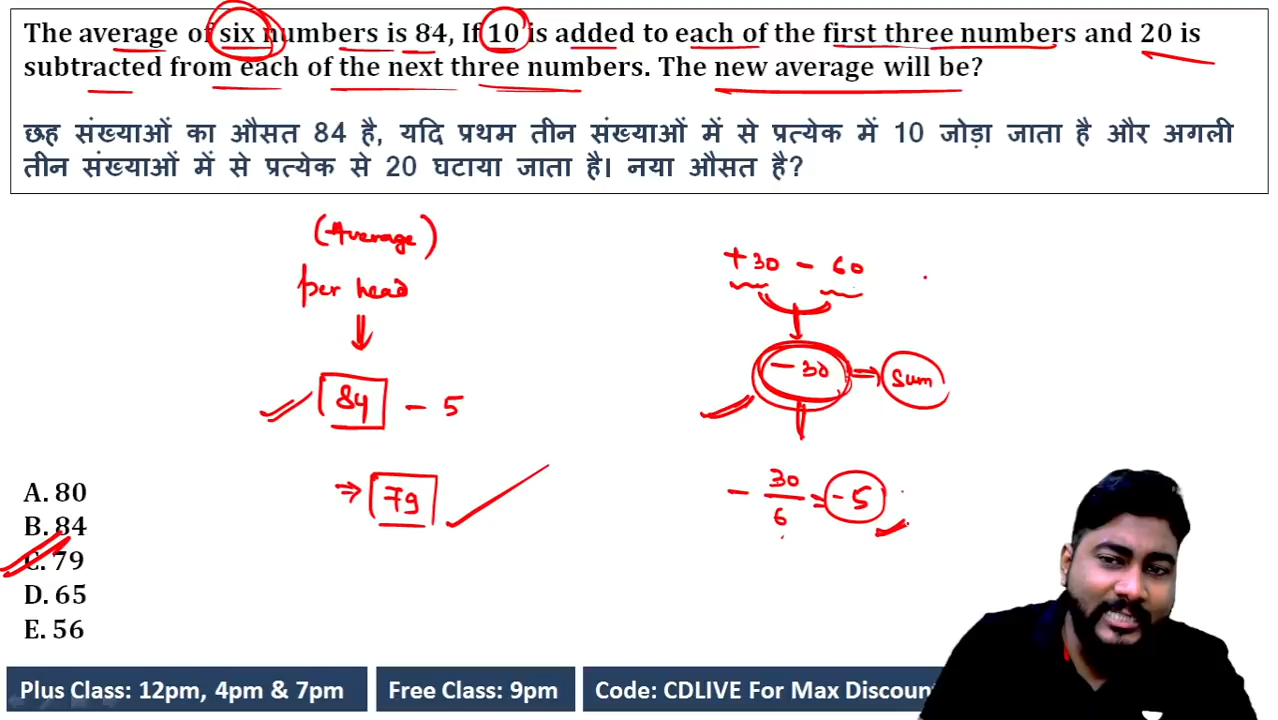 The average of six numbers is 84, If 10 is added to each of the first three numbers and 20 is
subtracted from each of the next three numbers. The new average will be?
छह संख्याओं का औसत 84 है, यदि प्रथम तीन संख्याओं में से प्रत्येक में 10 जोड़ा जाता है और अगली
तीन संख्याओं में से प्रत्येक से 20 घटाया जाता है। नया औसत है?
(Average)
per head
84 - 5
⇒ 79
+30 - 60
- 30 ⇒ Sum
- 30/6 = -5
A. 80
B. 84
C. 79
D. 65
E. 56
Plus Class: 12pm, 4pm & 7pm
Free Class: 9pm
Code: CDLIVE For Max Discoun